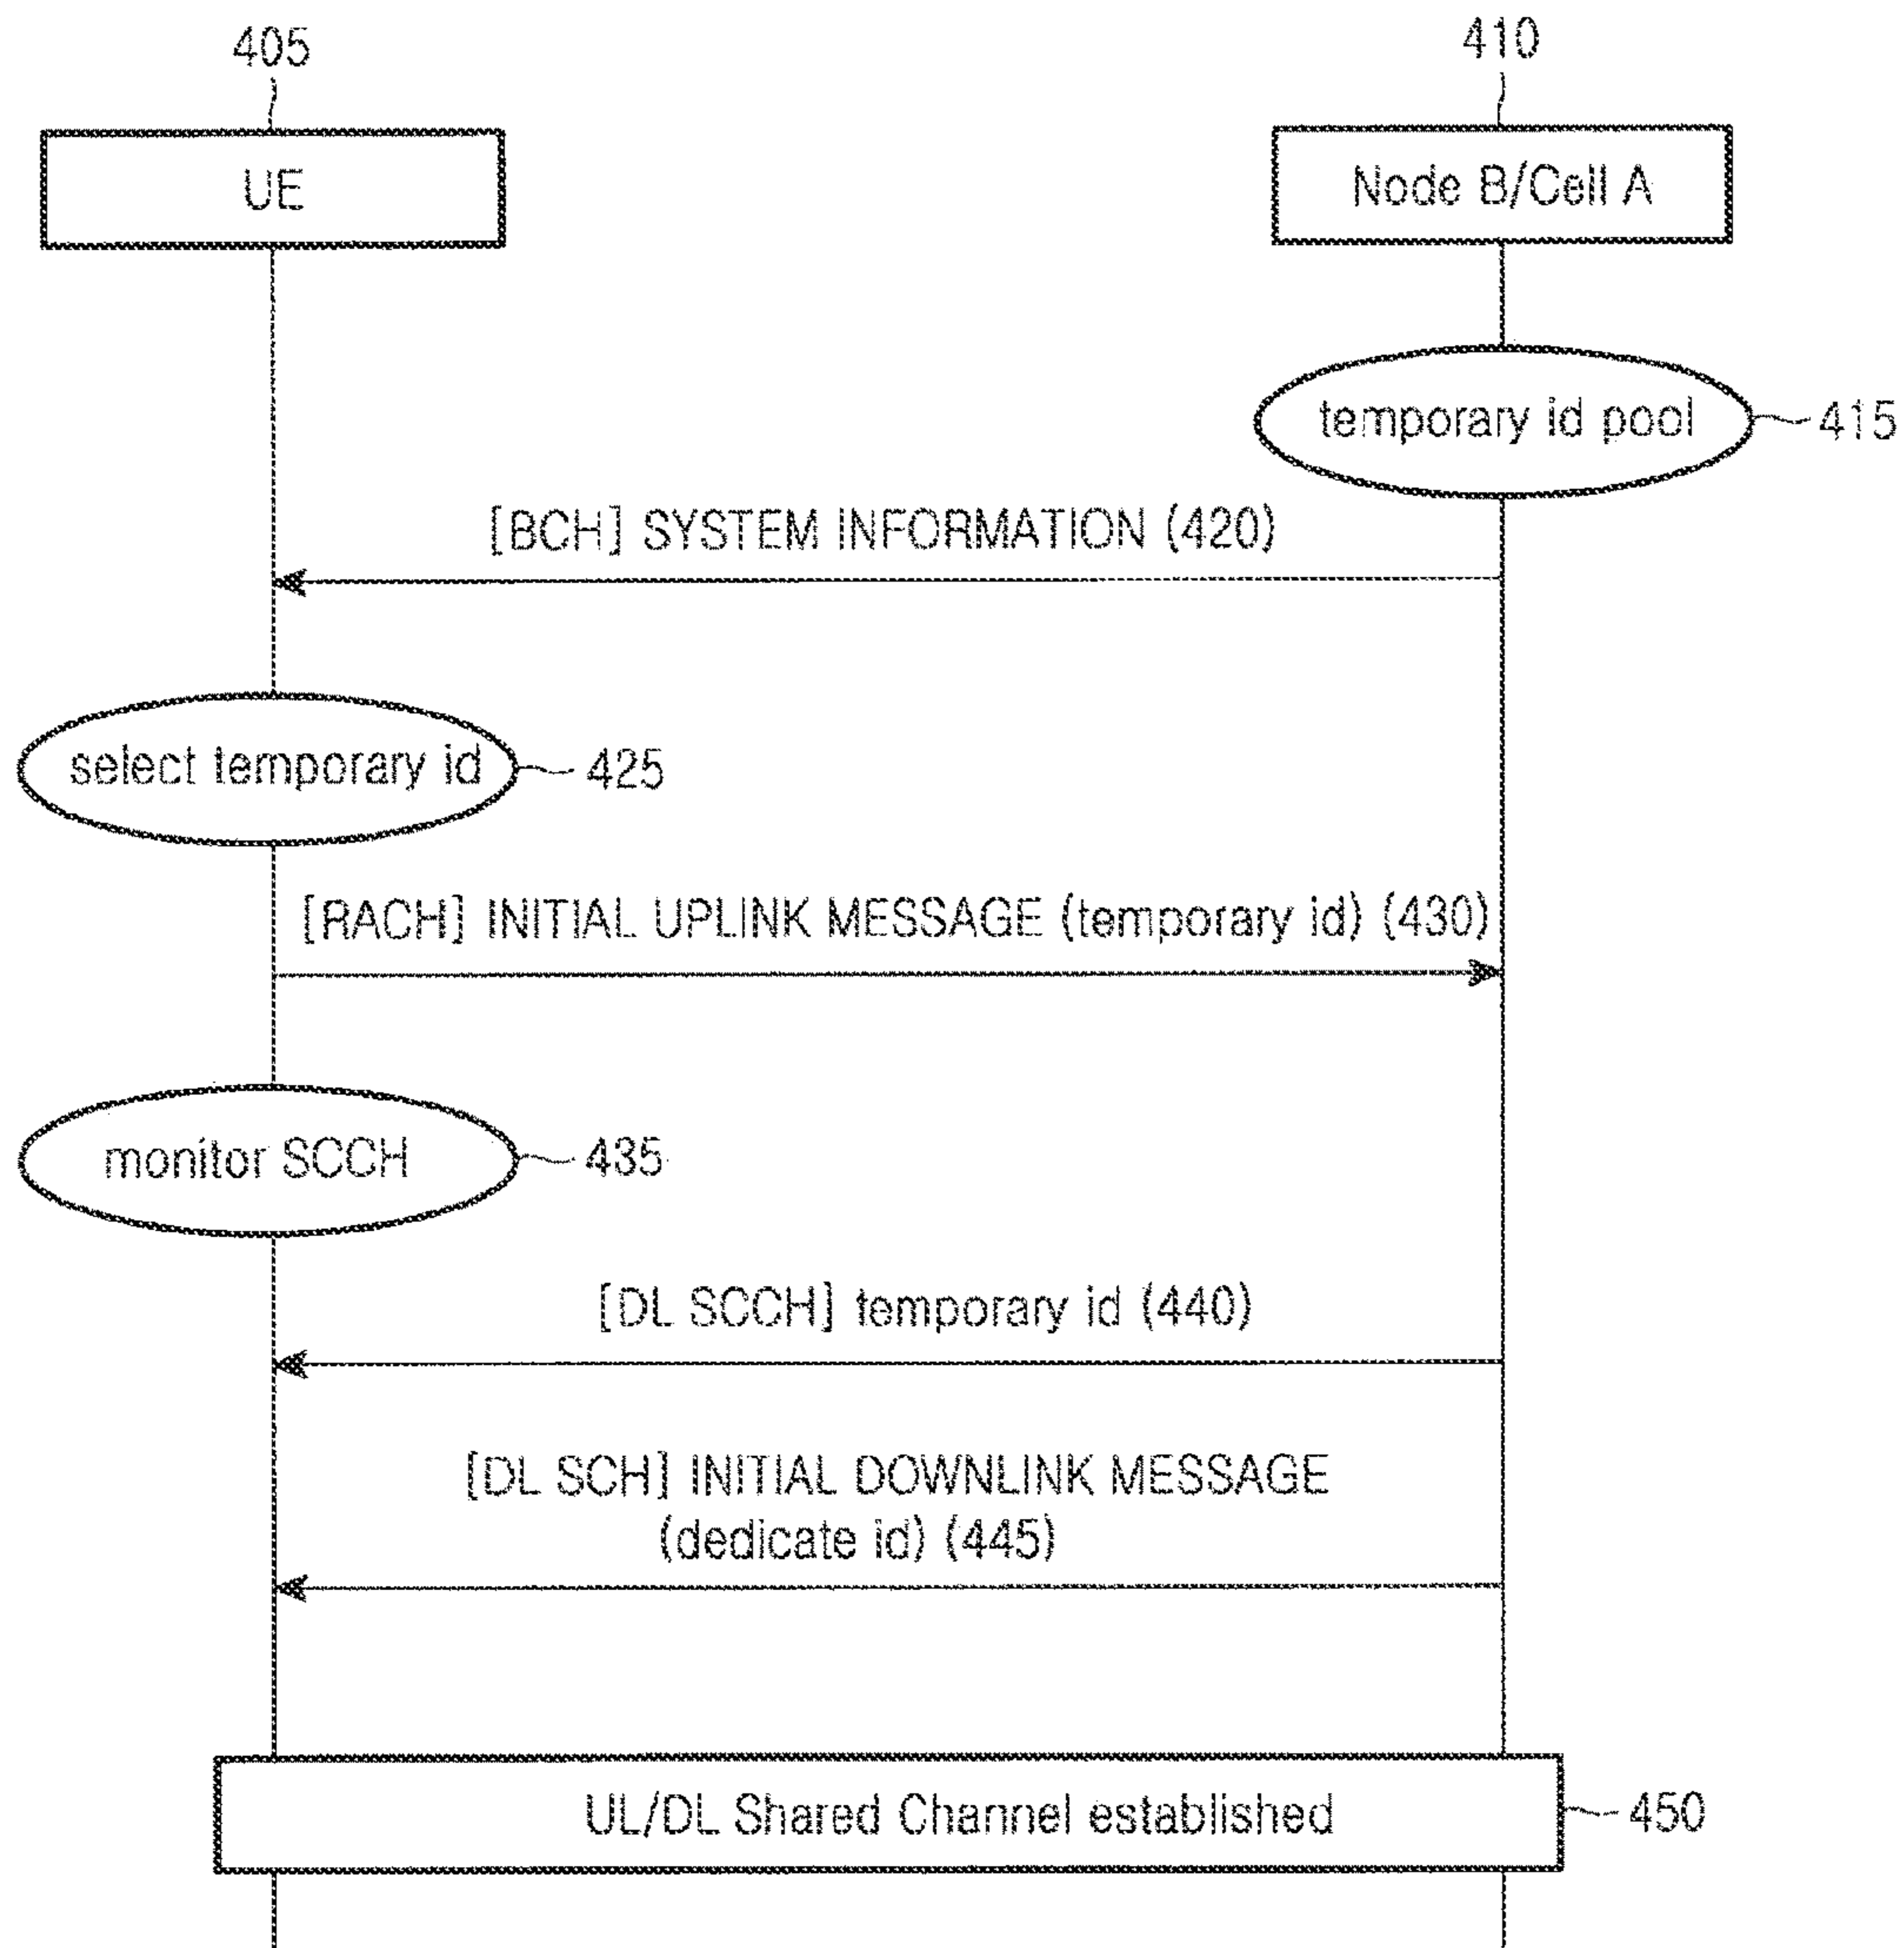 405
410
UE
Node B/Cell A
temporary id pool
415
[BCH] SYSTEM INFORMATION (420)
select temporary id
425
[RACH] INITIAL UPLINK MESSAGE (temporary id) (430)
monitor SCCH
435
[DL SCCH] temporary id (440)
[DL SCH] INITIAL DOWNLINK MESSAGE
(dedicate id) (445)
UL/DL Shared Channel established
450